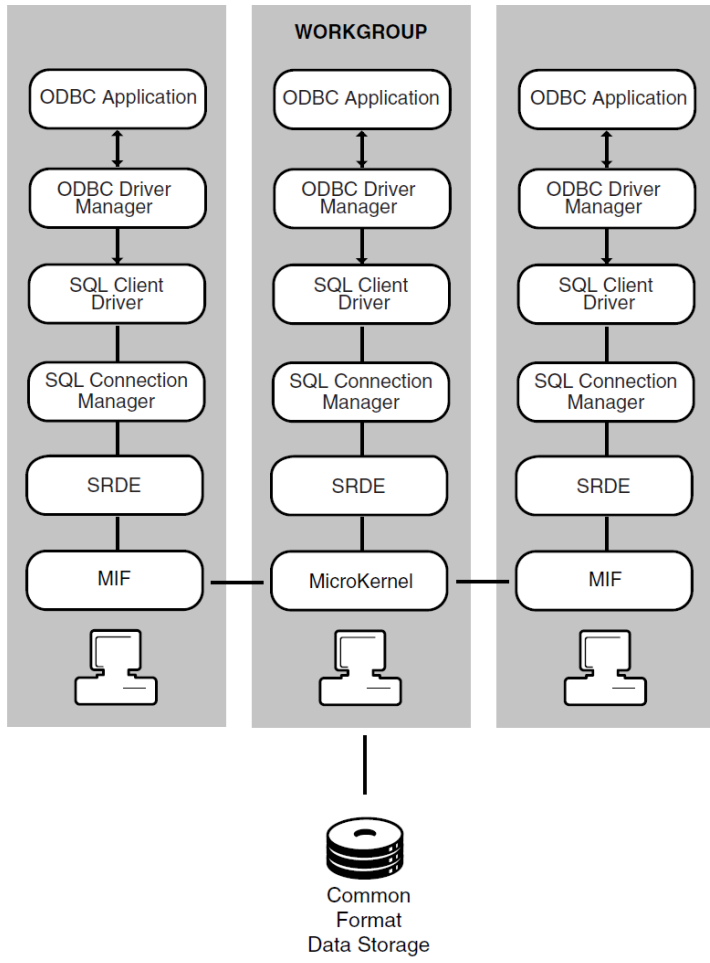 WORKGROUP
ODBC Application
ODBC Driver
Manager
SQL Client
Driver
SQL Connection
Manager
SRDE
MIF
ODBC Application
ODBC Driver
Manager
SQL Client
Driver
SQL Connection
Manager
SRDE
MicroKernel
ODBC Application
ODBC Driver
Manager
SQL Client
Driver
SQL Connection
Manager
SRDE
MIF
Common
Format
Data Storage